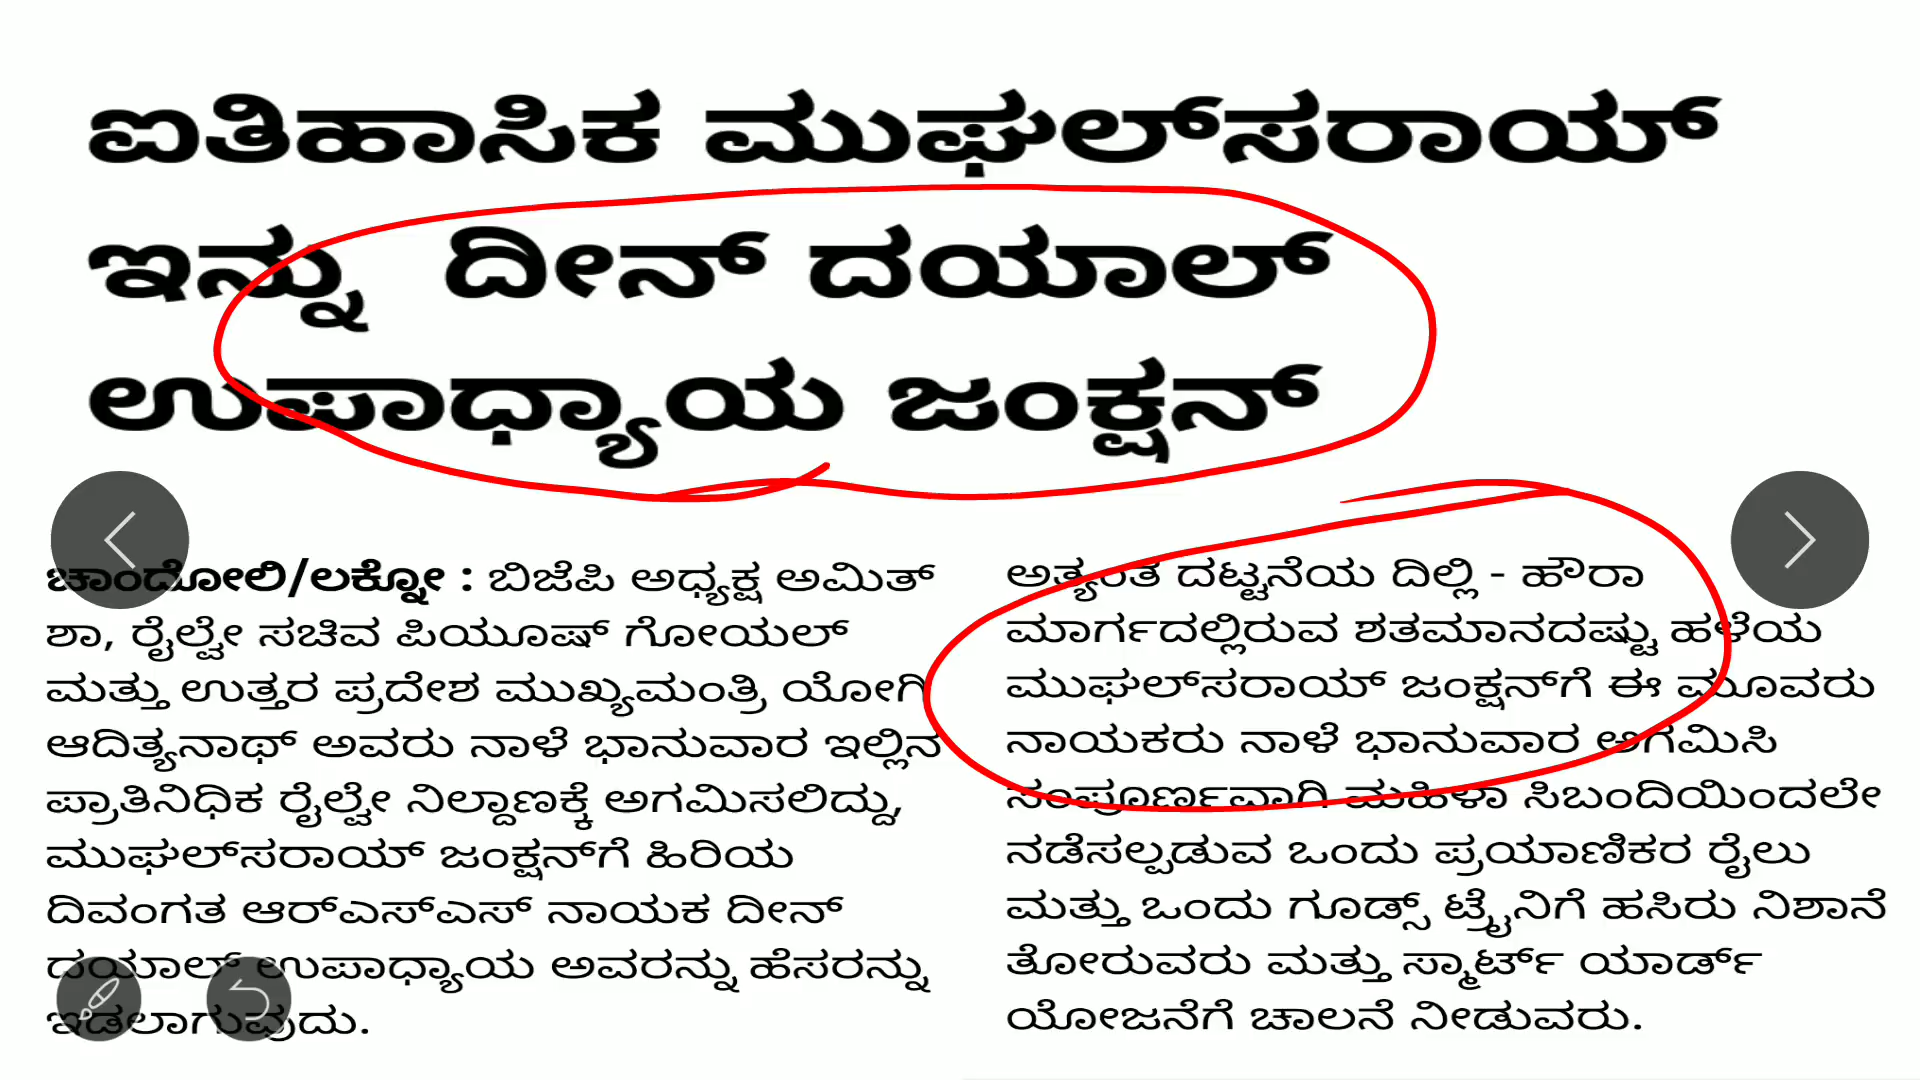 ಐತಿಹಾಸಿಕ ಮುಘಲ್‌ಸರಾಯ್
ಇನ್ನು ದೀನ್ ದಯಾಲ್
ಉಪಾಧ್ಯಾಯ ಜಂಕ್ಷನ್
ಚಾಂದೋಲಿ/ಲಕ್ನೋ : ಬಿಜೆಪಿ ಅಧ್ಯಕ್ಷ ಅಮಿತ್
ಶಾ, ರೈಲ್ವೇ ಸಚಿವ ಪಿಯೂಷ್ ಗೋಯಲ್
ಮತ್ತು ಉತ್ತರ ಪ್ರದೇಶ ಮುಖ್ಯಮಂತ್ರಿ ಯೋಗಿ
ಆದಿತ್ಯನಾಥ್ ಅವರು ನಾಳೆ ಭಾನುವಾರ ಇಲ್ಲಿನ
ಪ್ರಾತಿನಿಧಿಕ ರೈಲ್ವೇ ನಿಲ್ದಾಣಕ್ಕೆ ಅಗಮಿಸಲಿದ್ದು,
ಮುಘಲ್‌ಸರಾಯ್ ಜಂಕ್ಷನ್‌ಗೆ ಹಿರಿಯ
ದಿವಂಗತ ಆರ್‌ಎಸ್‌ಎಸ್ ನಾಯಕ ದೀನ್
ದಯಾಲ್ ಉಪಾಧ್ಯಾಯ ಅವರನ್ನು ಹೆಸರನ್ನು
ಇಡಲಾಗುವುದು.
ಅತ್ಯಂತ ದಟ್ಟನೆಯ ದಿಲ್ಲಿ - ಹೌರಾ
ಮಾರ್ಗದಲ್ಲಿರುವ ಶತಮಾನದಷ್ಟು ಹಳೆಯ
ಮುಘಲ್‌ಸರಾಯ್ ಜಂಕ್ಷನ್‌ಗೆ ಈ ಮೂವರು
ನಾಯಕರು ನಾಳೆ ಭಾನುವಾರ ಅಗಮಿಸಿ
ಸಂಪೂರ್ಣವಾಗಿ ಮಹಿಳಾ ಸಿಬಂದಿಯಿಂದಲೇ
ನಡೆಸಲ್ಪಡುವ ಒಂದು ಪ್ರಯಾಣಿಕರ ರೈಲು
ಮತ್ತು ಒಂದು ಗೂಡ್ಸ್ ಟ್ರೈನಿಗೆ ಹಸಿರು ನಿಶಾನೆ
ತೋರುವರು ಮತ್ತು ಸ್ಮಾರ್ಟ್ ಯಾರ್ಡ್
ಯೋಜನೆಗೆ ಚಾಲನೆ ನೀಡುವರು.